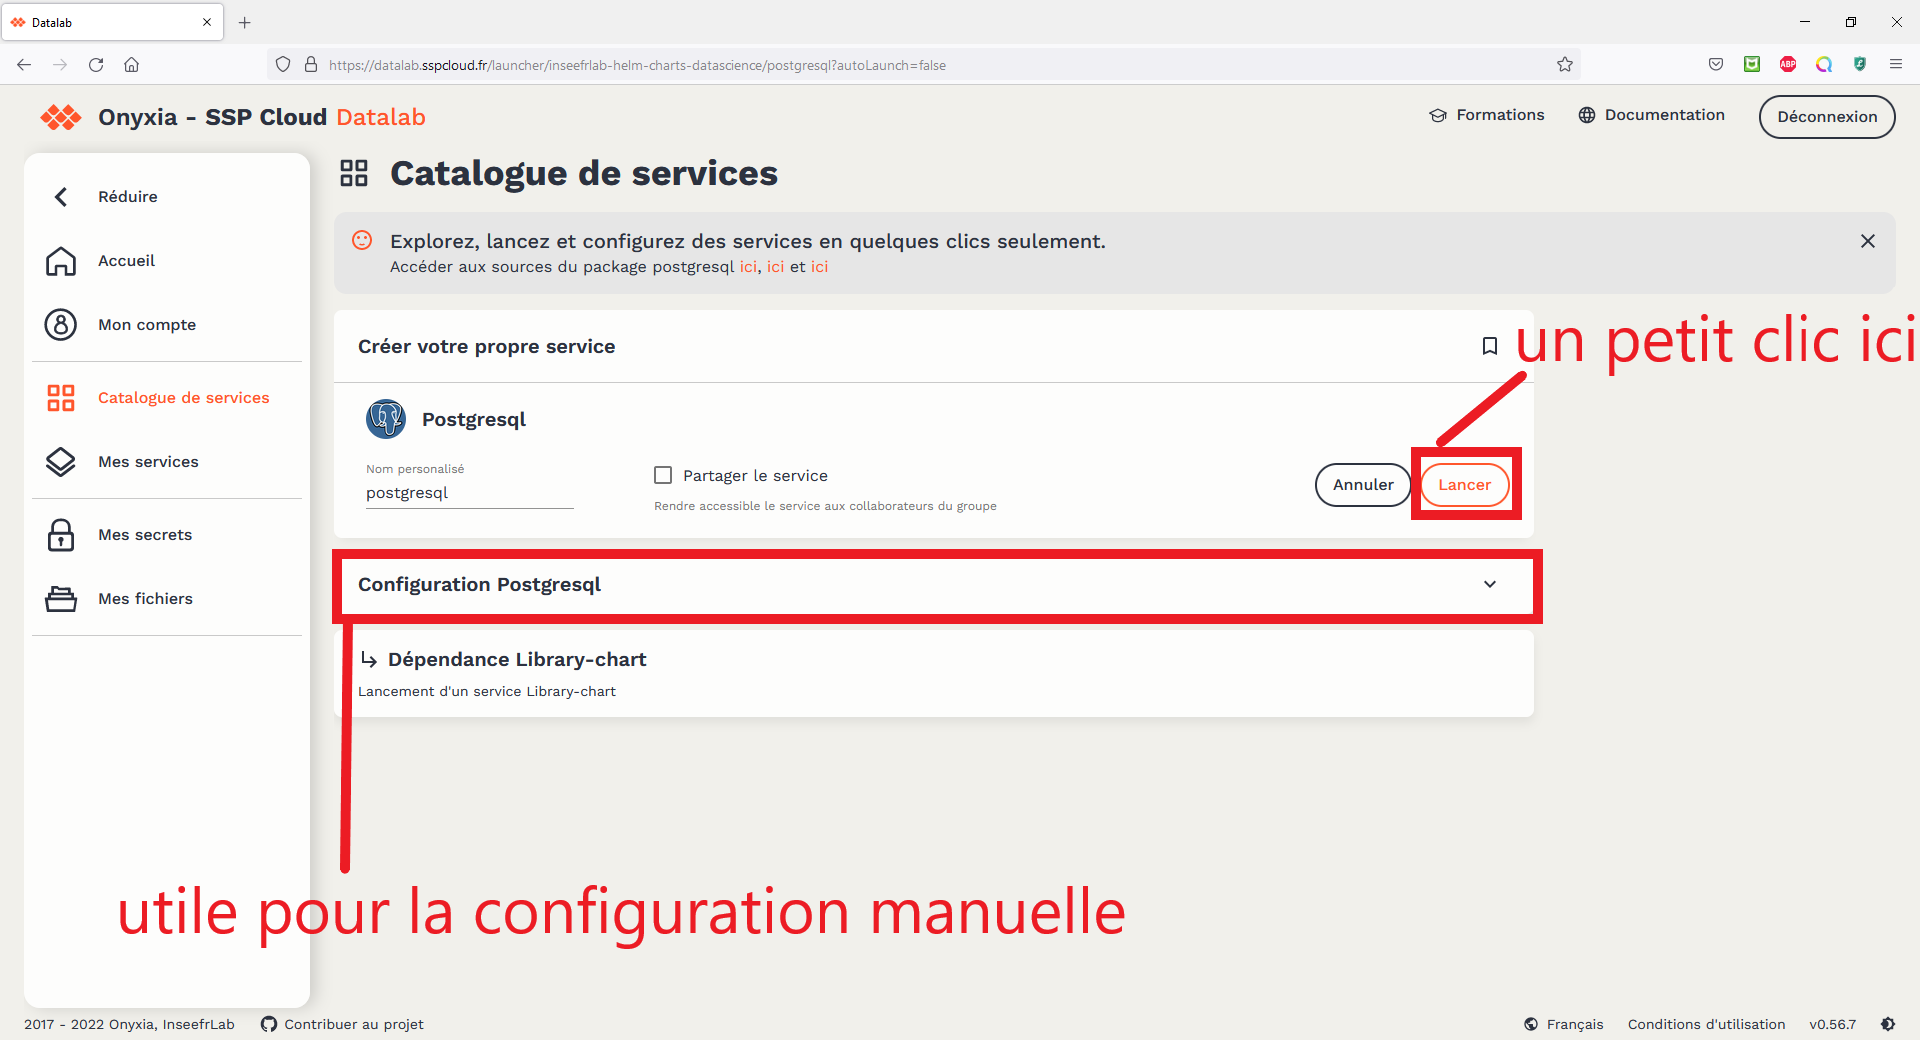 Datalab
https://datalab.sspcloud.fr/launcher/inseefrlab-helm-charts-datascience/postgresql?autoLaunch=false
ABP
Onyxia - SSP Cloud Datalab
Formations
Documentation
Déconnexion
Réduire
Accueil
Mon compte
Catalogue de services
Mes services
Mes secrets
Mes fichiers
Catalogue de services
Explorez, lancez et configurez des services en quelques clics seulement.
Accéder aux sources du package postgresql ici, ici et ici
Créer votre propre service
un petit clic ici
Postgresql
Nom personalisé
postgresql
Partager le service
Rendre accessible le service aux collaborateurs du groupe
Annuler
Lancer
Configuration Postgresql
Dépendance Library-chart
Lancement d'un service Library-chart
utile pour la configuration manuelle
2017 - 2022 Onyxia, InseefrLab
Contribuer au projet
Français
Conditions d'utilisation
v0.56.7